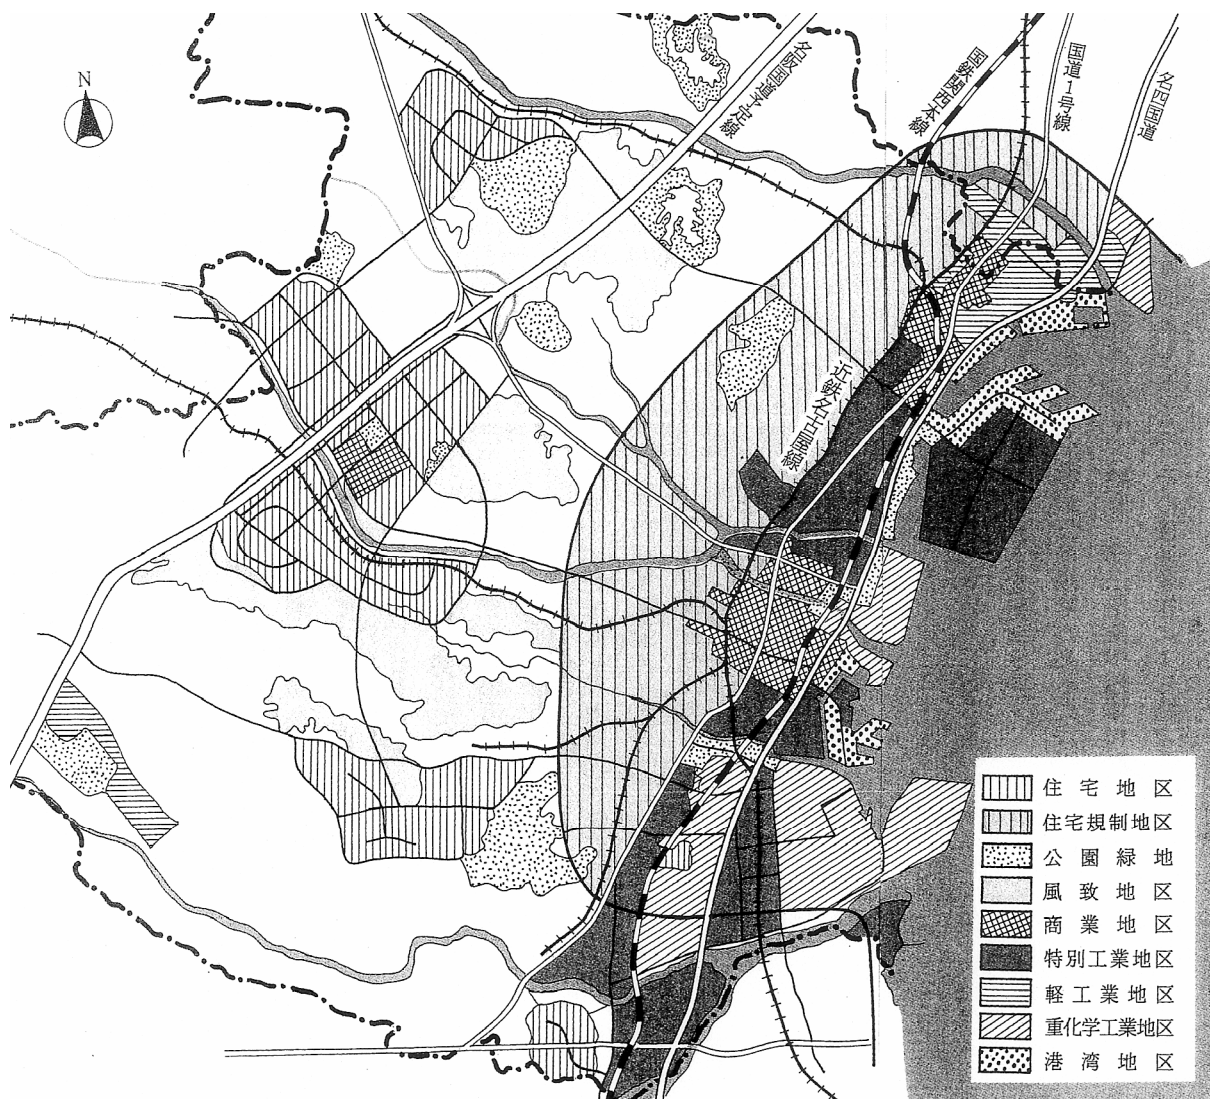 N
名阪国道予定線
国鉄関西本線
国道1号線
名四国道
近鉄名古屋線
住宅地区
住宅規制地区
公園緑地
風致地区
商業地区
特別工業地区
軽工業地区
重化学工業地区
港湾地区